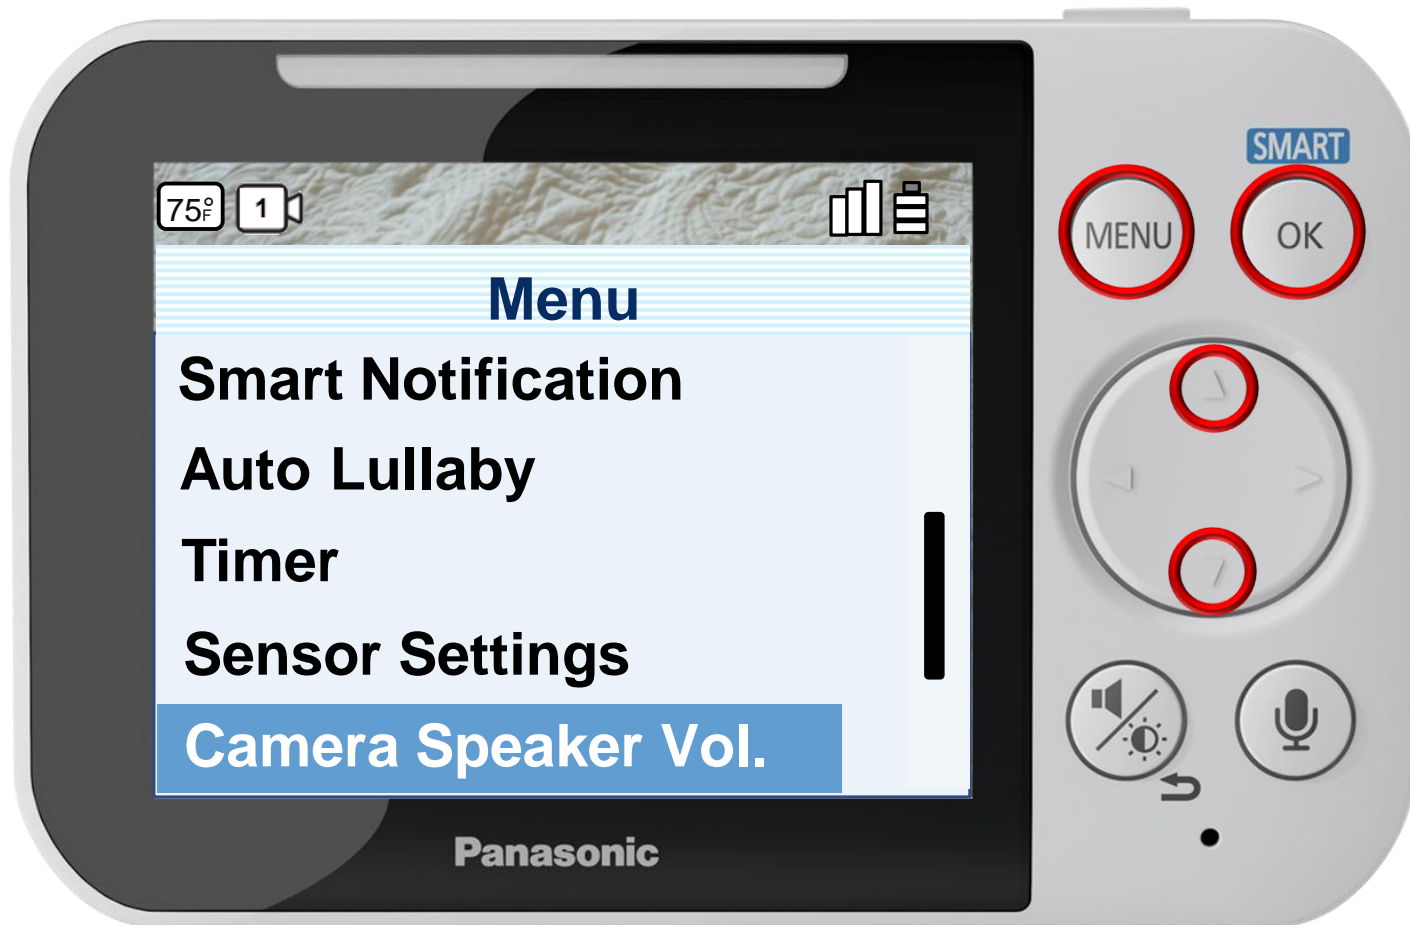 SMART
75°F 1
MENU OK
Menu
Smart Notification
Auto Lullaby
Timer
Sensor Settings
Camera Speaker Vol.
Panasonic